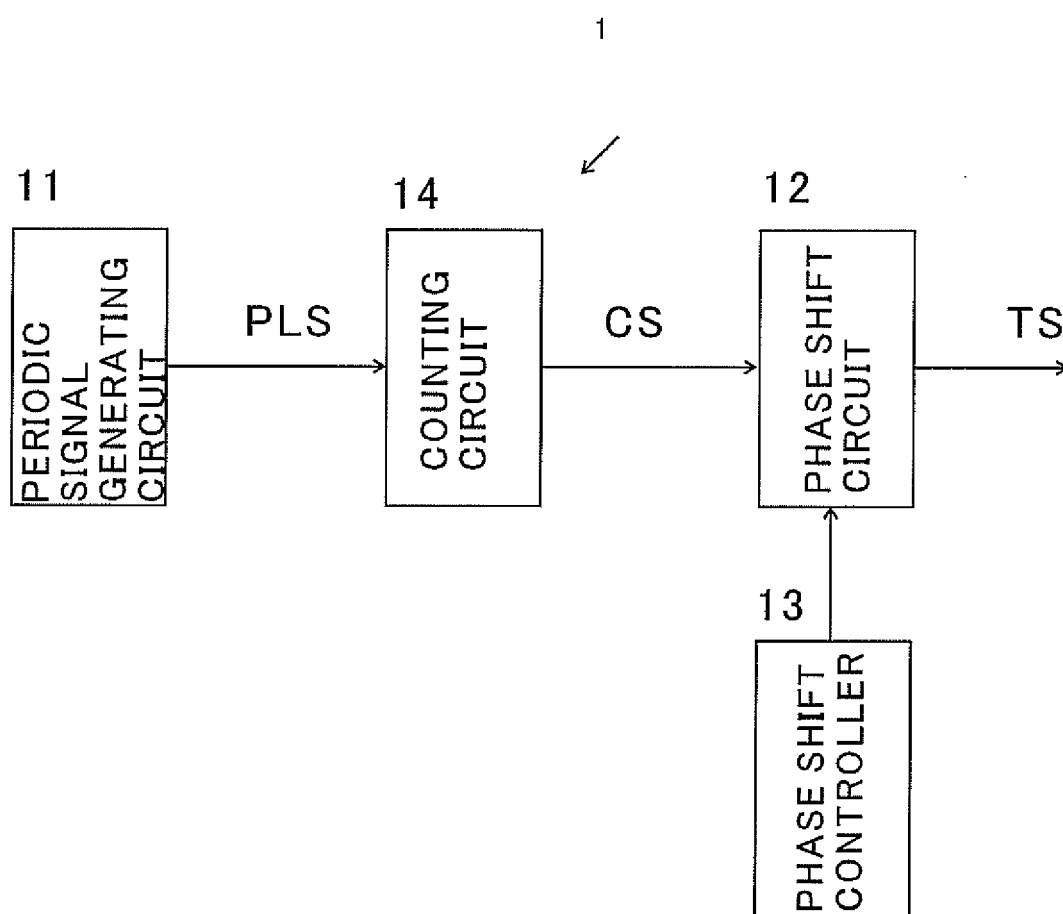 1
11
14
12
PERIODIC
SIGNAL
GENERATING
CIRCUIT
PLS
COUNTING
CIRCUIT
CS
PHASE SHIFT
CIRCUIT
TS
13
PHASE SHIFT
CONTROLLER